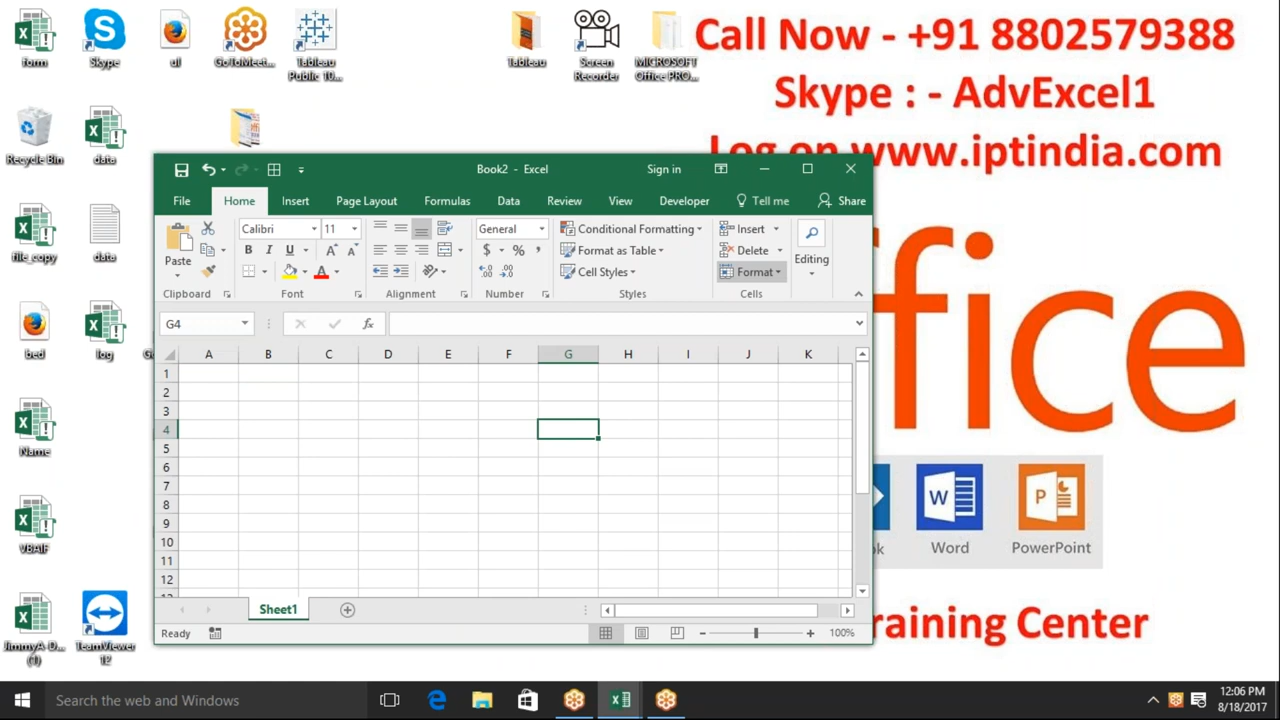 form
Skype
ul
GoToMeet...
Tableau
Public 10...
Tableau
Screen
Recorder
MICROSOFT
Office PRO...
Call Now - +91 8802579388
Skype : - AdvExcel1
Log on www.iptindia.com
Recycle Bin
data
file_copy
data
bed
log
Name
VBAIF
JimmyA-D...
(1)
TeamViewer
12
Book2 - Excel
Sign in
File
Home
Insert
Page Layout
Formulas
Data
Review
View
Developer
Tell me
Share
Paste
Clipboard
Calibri
11
B I U
A A
A
Font
Alignment
General
$ % ,
Number
Conditional Formatting
Format as Table
Cell Styles
Styles
Insert
Delete
Format
Cells
Editing
G4
fx
A B C D E F G H I J K
1
2
3
4
5
6
7
8
9
10
11
12
Sheet1
Ready
100%
ffice
W
P
Word
PowerPoint
raining Center
Search the web and Windows
12:06 PM
8/18/2017